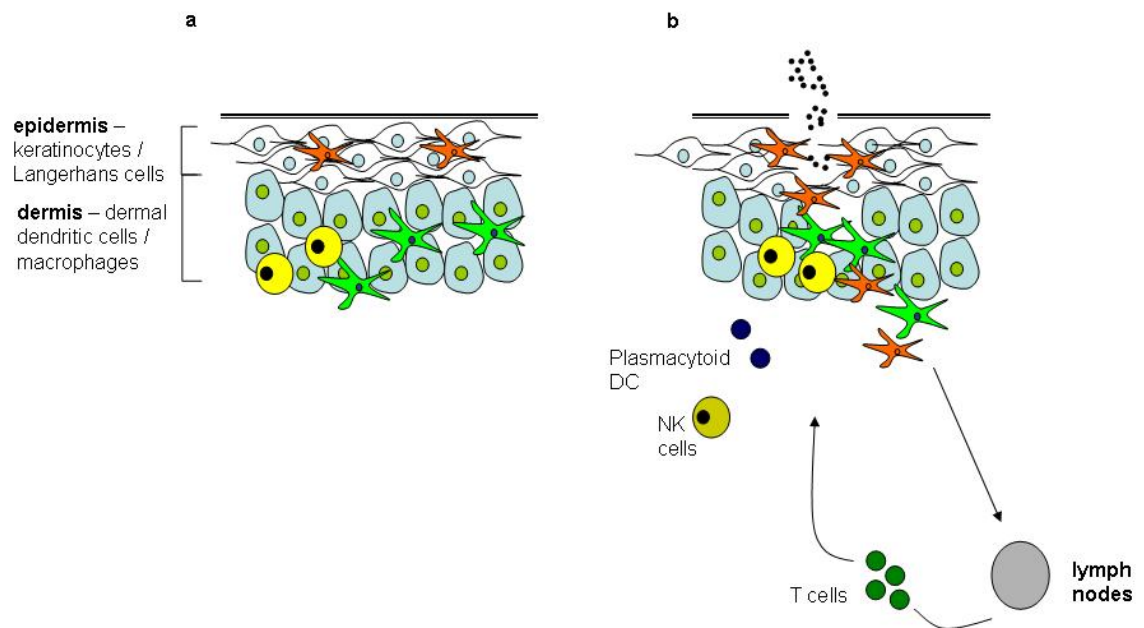 a
b
epidermis –
keratinocytes /
Langerhans cells
dermis – dermal
dendritic cells /
macrophages
Plasmacytoid
DC
NK
cells
T cells
lymph
nodes